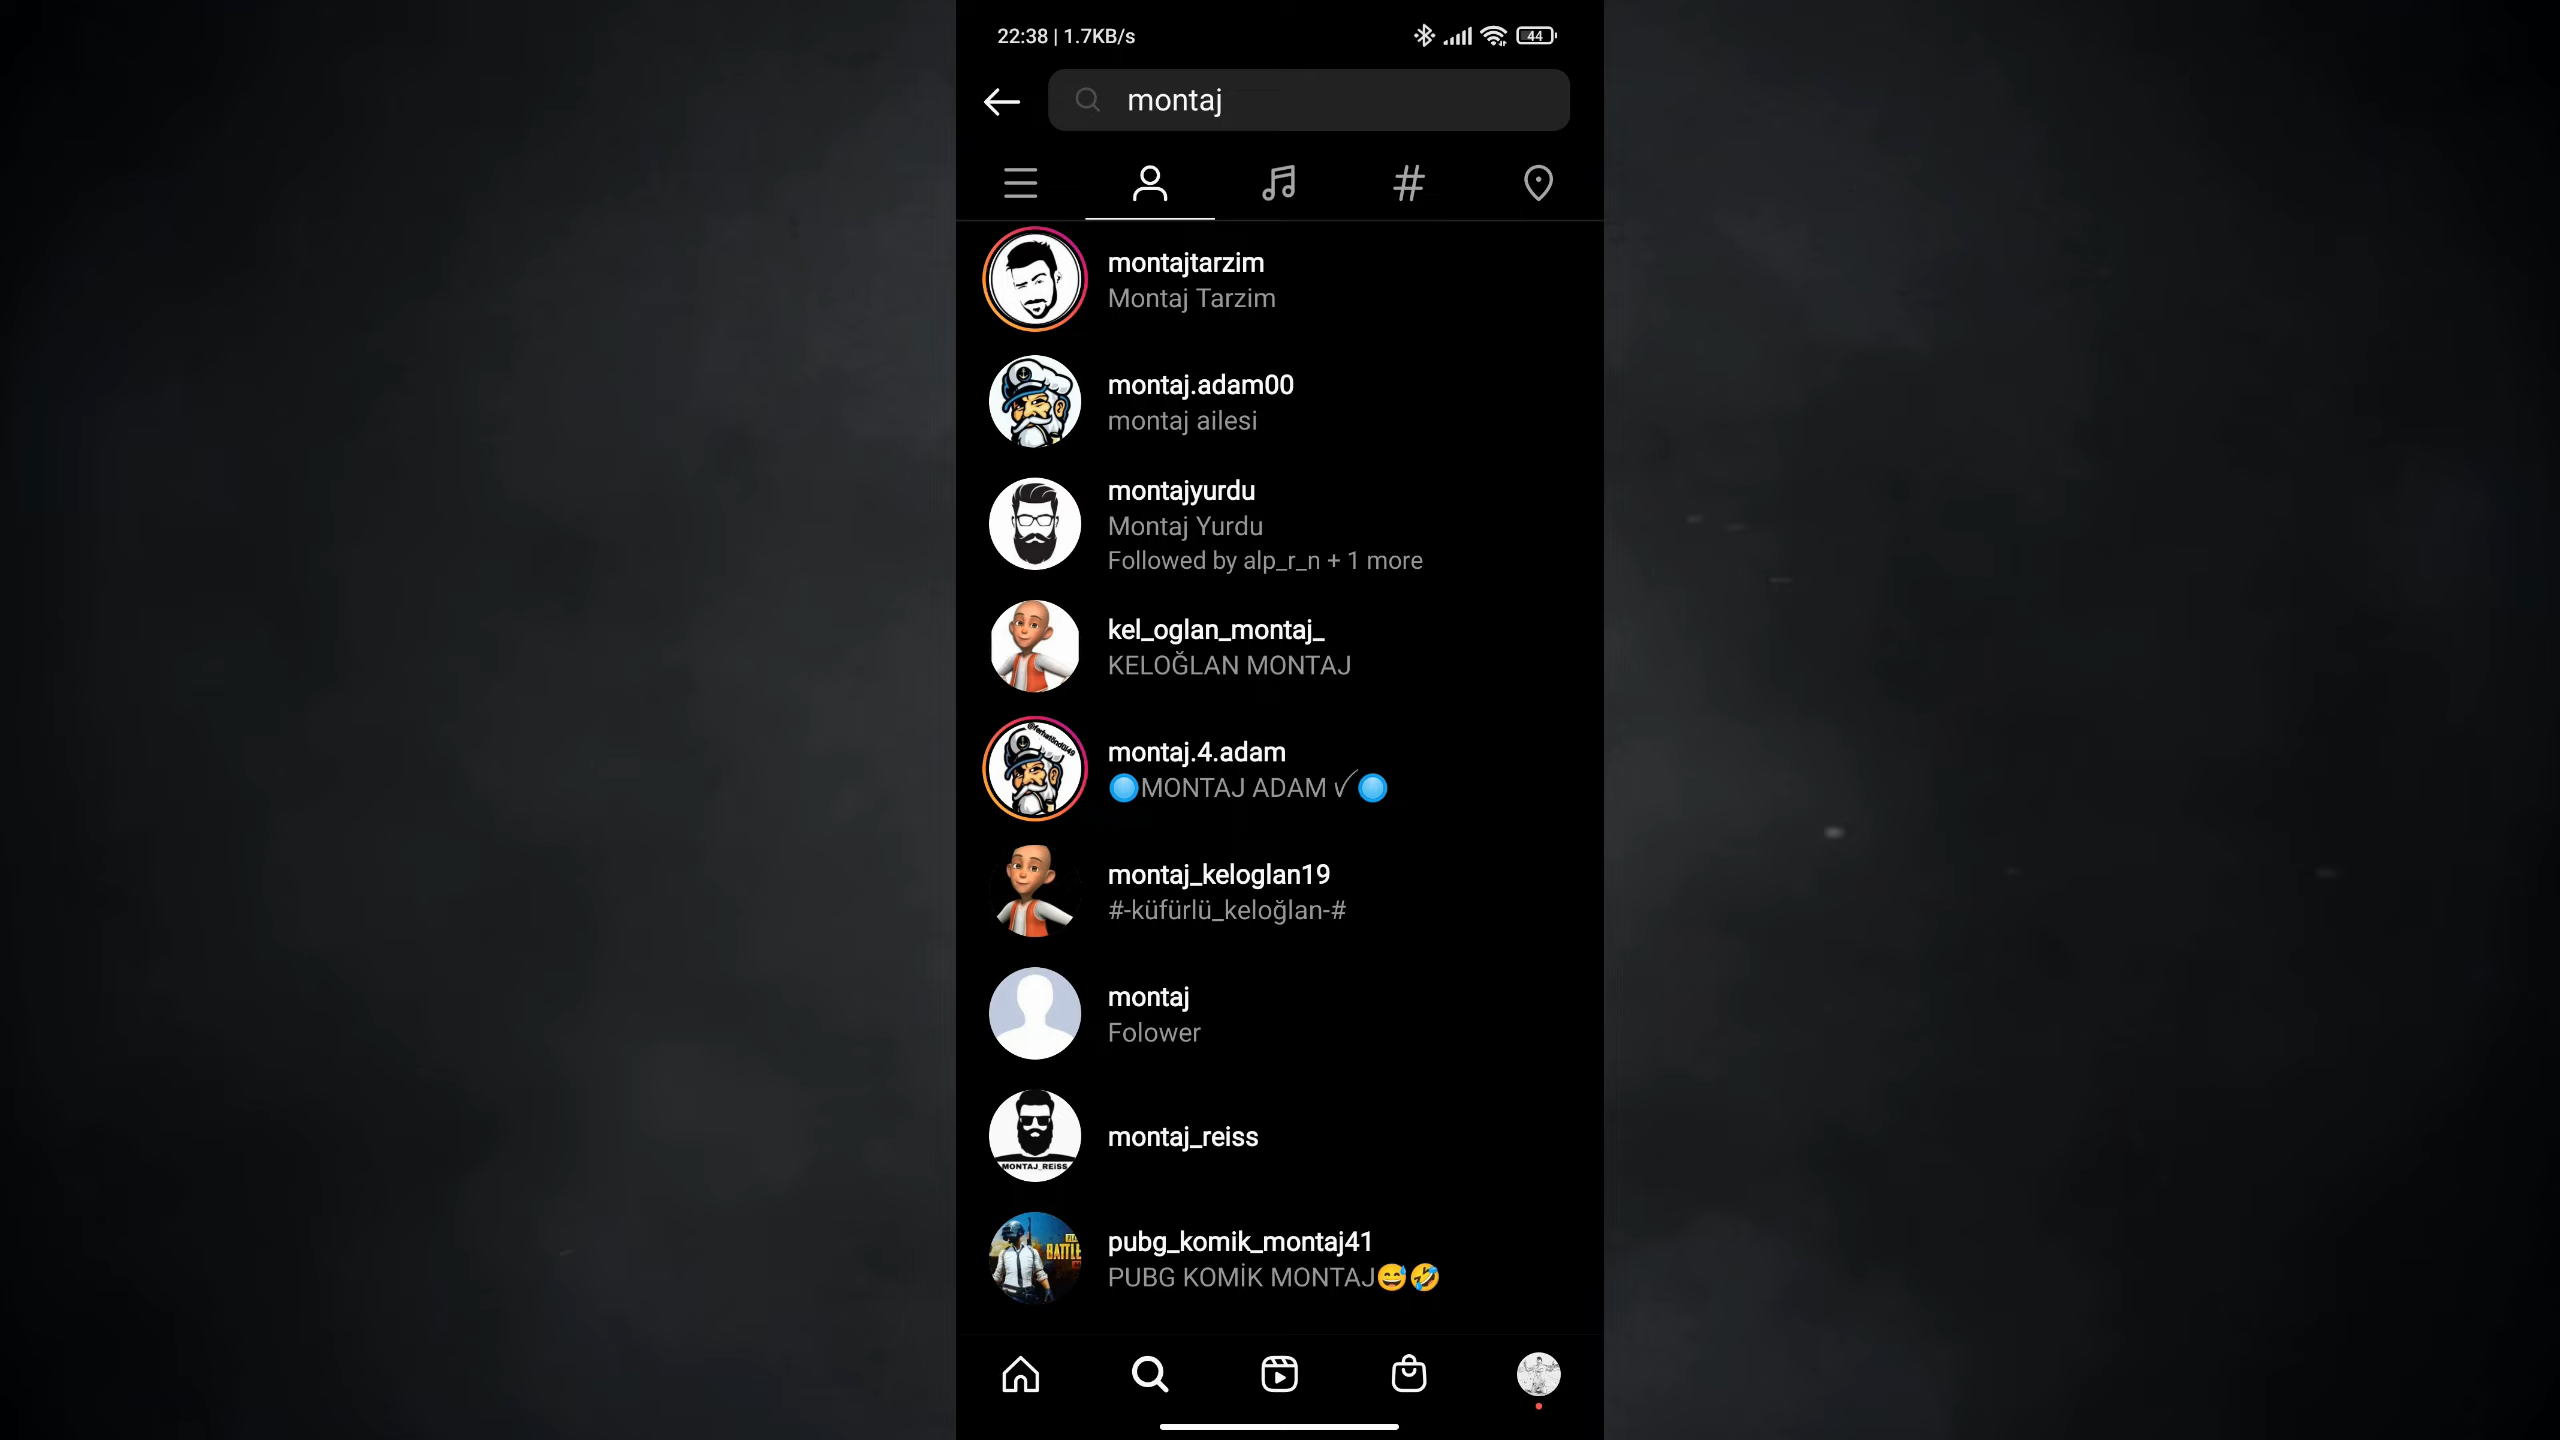 22:38 | 1.7KB/s
44
montaj
#
montajtarzim
Montaj Tarzim
montaj.adam00
montaj ailesi
montajyurdu
Montaj Yurdu
Followed by alp_r_n + 1 more
kel_oglan_montaj_
KELOĞLAN MONTAJ
montaj.4.adam
🔵MONTAJ ADAM ✓🔵
montaj_keloglan19
#-küfürlü_keloğlan-#
montaj
Folower
MONTAJ_REiSS
montaj_reiss
BATTLE
pubg_komik_montaj41
PUBG KOMİK MONTAJ😅🤣